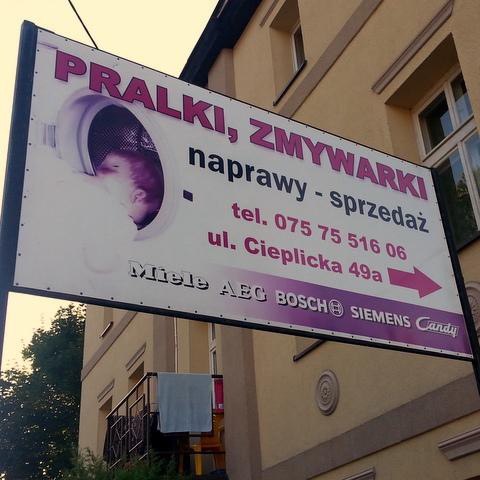 PRALKI, ZMYWARKI
naprawy - sprzedaż
tel. 075 75 516 06
ul. Cieplicka 49a
Miele AEG BOSCH SIEMENS Candy